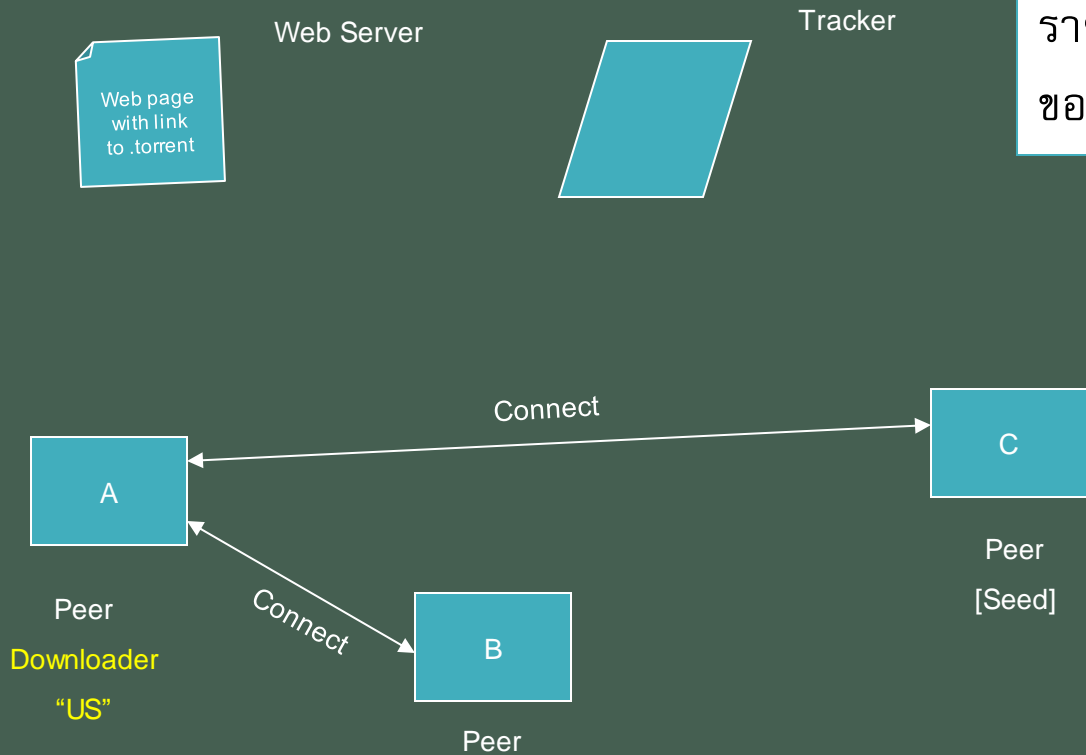 Web Server
Tracker
Web page
with link
to .torrent
Connect
C
A
Peer
[Seed]
Peer
Downloader
“US”
Connect
B
Peer